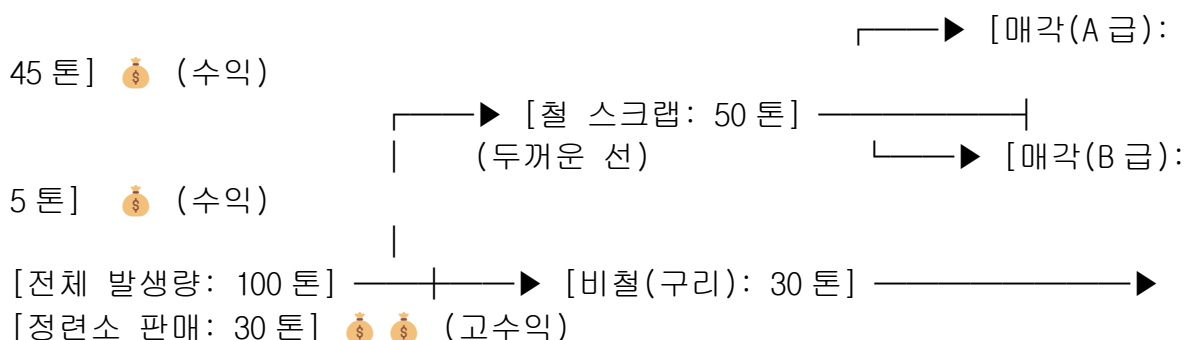 ┌───▶ [매각(A급):
45톤] 💰 (수익)
┌───▶ [철 스크랩: 50톤] ────────┤
│ (두꺼운 선) └───▶ [매각(B급):
5톤] 💰 (수익)
│
[전체 발생량: 100톤] ───┼───▶ [비철(구리): 30톤] ──────────▶
[정련소 판매: 30톤] 💰💰 (고수익)